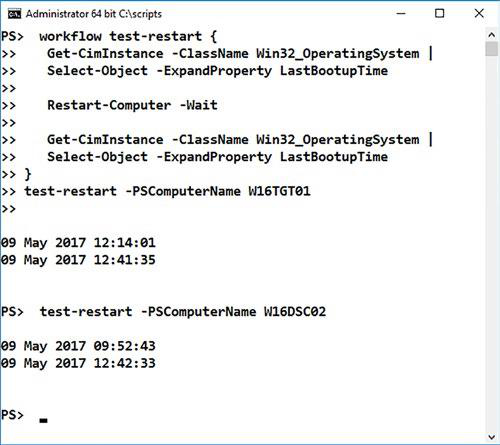 Administrator 64 bit C:\scripts
PS>  workflow test-restart {
>>    Get-CimInstance -ClassName Win32_OperatingSystem |
>>    Select-Object -ExpandProperty LastBootupTime
>>
>>    Restart-Computer -Wait
>>
>>    Get-CimInstance -ClassName Win32_OperatingSystem |
>>    Select-Object -ExpandProperty LastBootupTime
>> }
>> test-restart -PSComputerName W16TGT01
>>
09 May 2017 12:14:01
09 May 2017 12:41:35
PS>  test-restart -PSComputerName W16DSC02
09 May 2017 09:52:43
09 May 2017 12:42:33
PS>